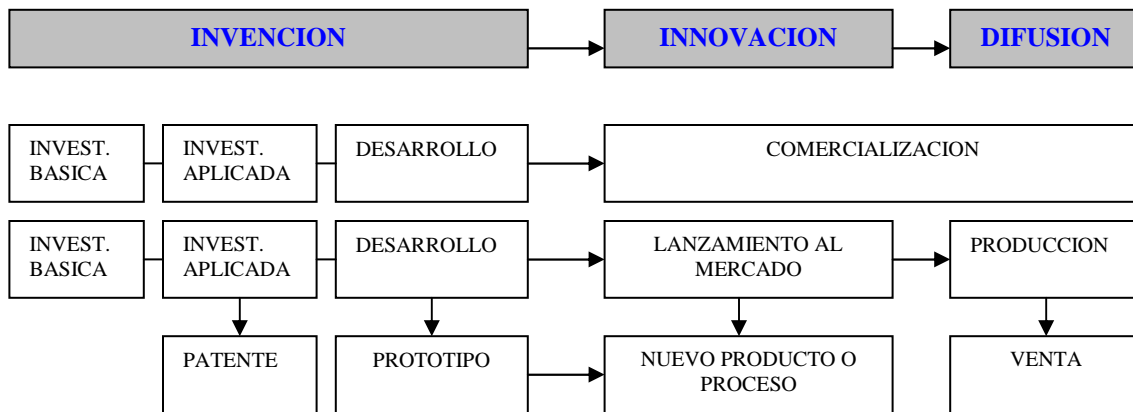 INVENCION
INNOVACION
DIFUSION
INVEST.
BASICA
INVEST.
APLICADA
DESARROLLO
COMERCIALIZACION
INVEST.
BASICA
INVEST.
APLICADA
DESARROLLO
LANZAMIENTO AL
MERCADO
PRODUCCION
PATENTE
PROTOTIPO
NUEVO PRODUCTO O
PROCESO
VENTA